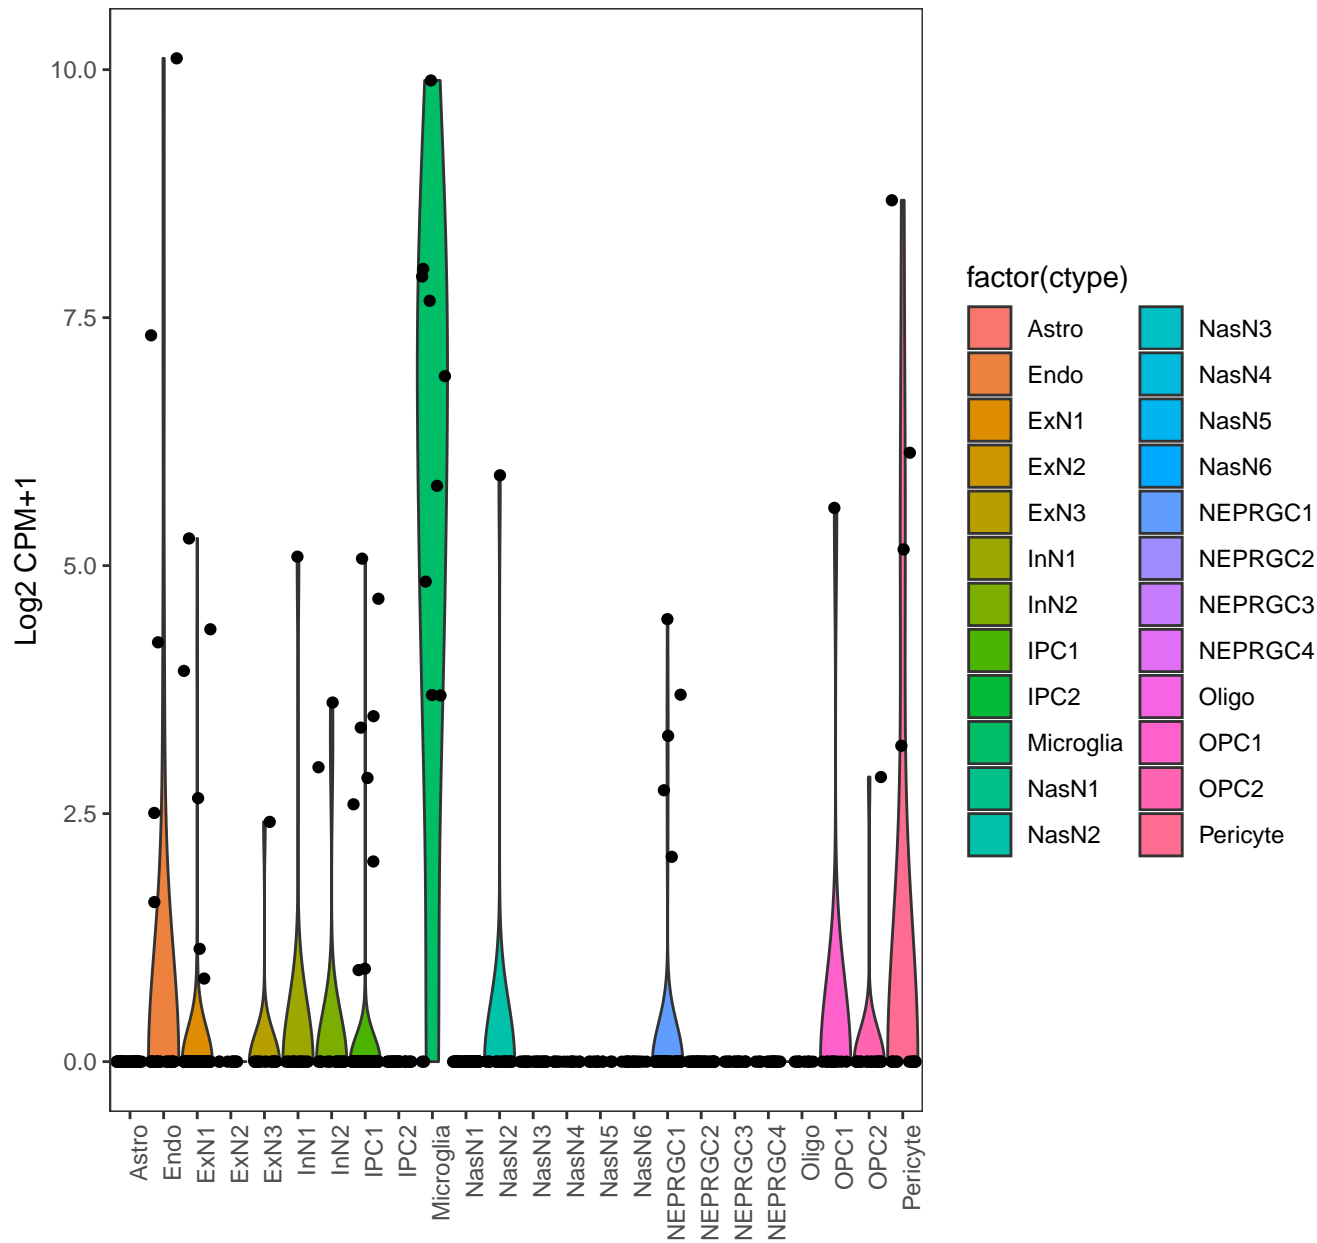 10.0
7.5
5.0
2.5
0.0
Log2 CPM+1
Astro
Endo
ExN1
ExN2
ExN3
InN1
InN2
IPC1
IPC2
Microglia
NasN1
NasN2
NasN3
NasN4
NasN5
NasN6
NEPRGC1
NEPRGC2
NEPRGC3
NEPRGC4
Oligo
OPC1
OPC2
Pericyte
factor(ctype)
Astro
Endo
ExN1
ExN2
ExN3
InN1
InN2
IPC1
IPC2
Microglia
NasN1
NasN2
NasN3
NasN4
NasN5
NasN6
NEPRGC1
NEPRGC2
NEPRGC3
NEPRGC4
Oligo
OPC1
OPC2
Pericyte